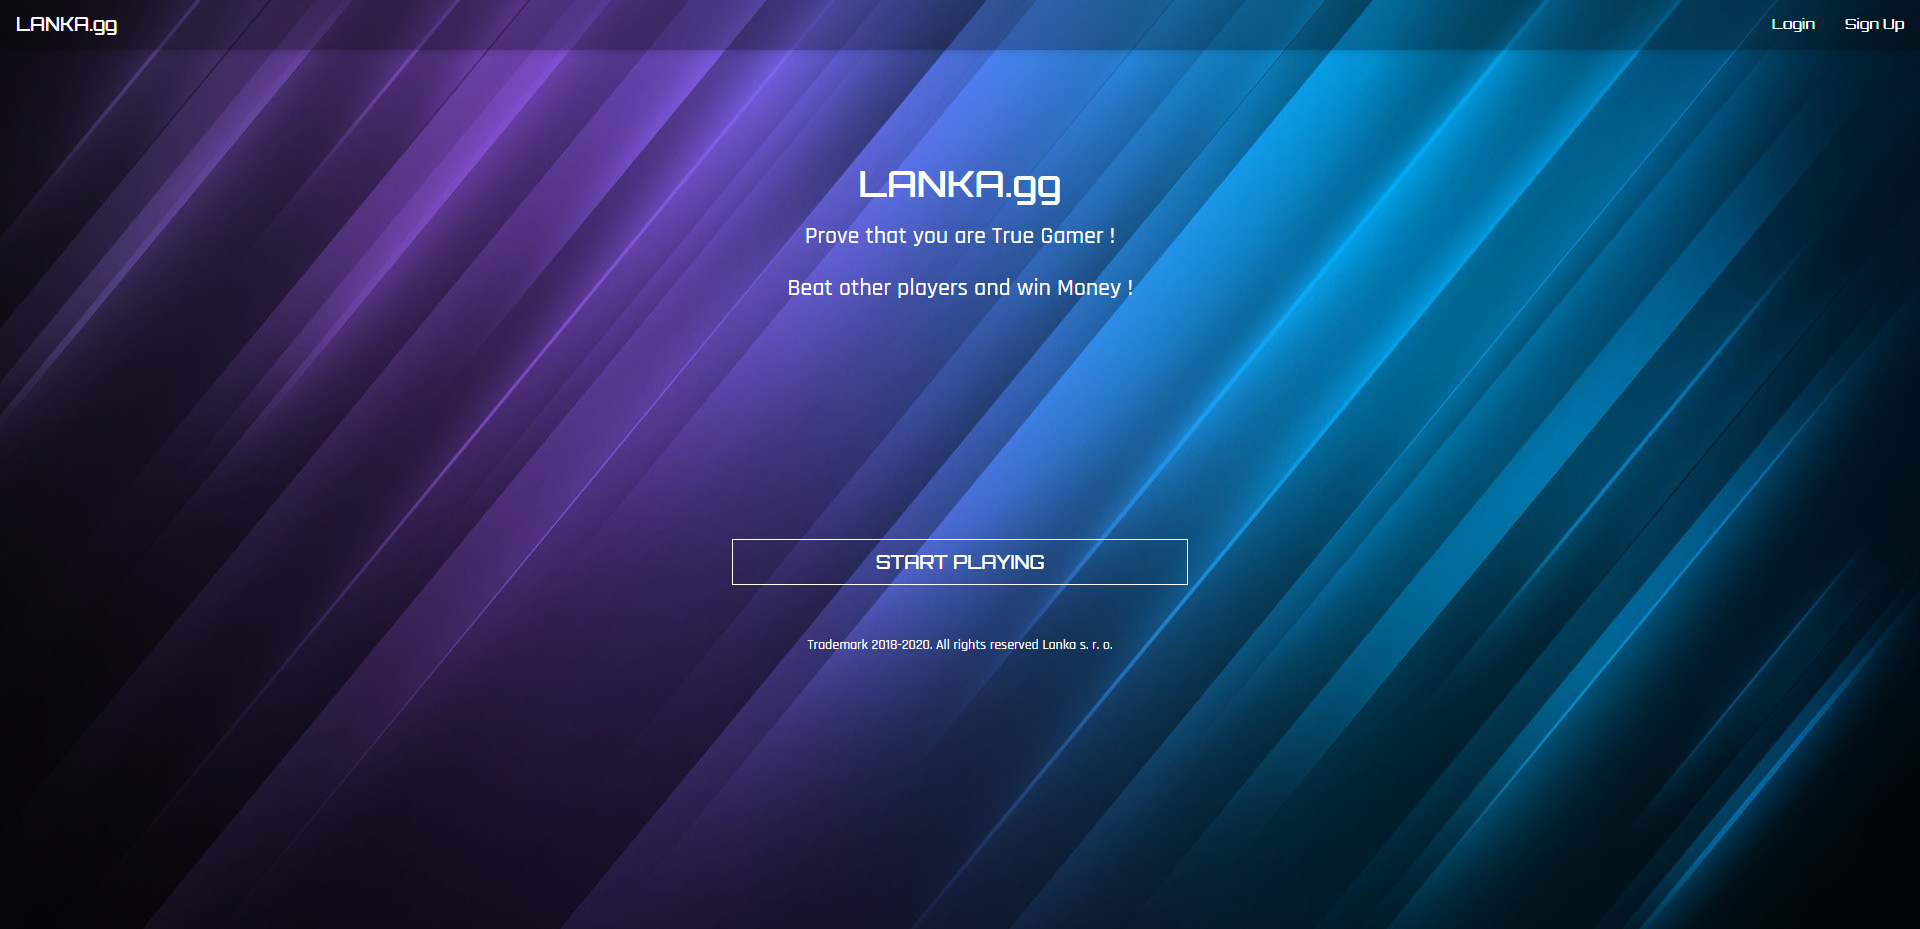 LANKA.gg
Login
Sign Up
LANKA.gg
Prove that you are True Gamer !
Beat other players and win Money !
START PLAYING
Trademark 2018-2020. All rights reserved Lanka s. r. o.